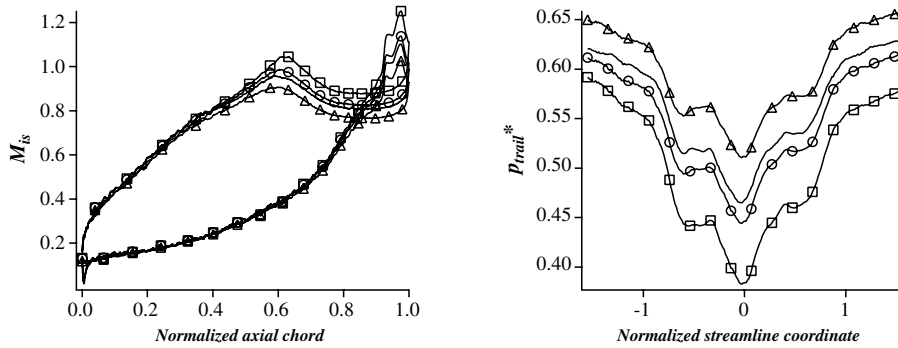 1.2
1.0
0.8
0.6
0.4
0.2
M_is
0.0 0.2 0.4 0.6 0.8 1.0
Normalized axial chord
0.65
0.60
0.55
0.50
0.45
0.40
p_trail*
-1 0 1
Normalized streamline coordinate